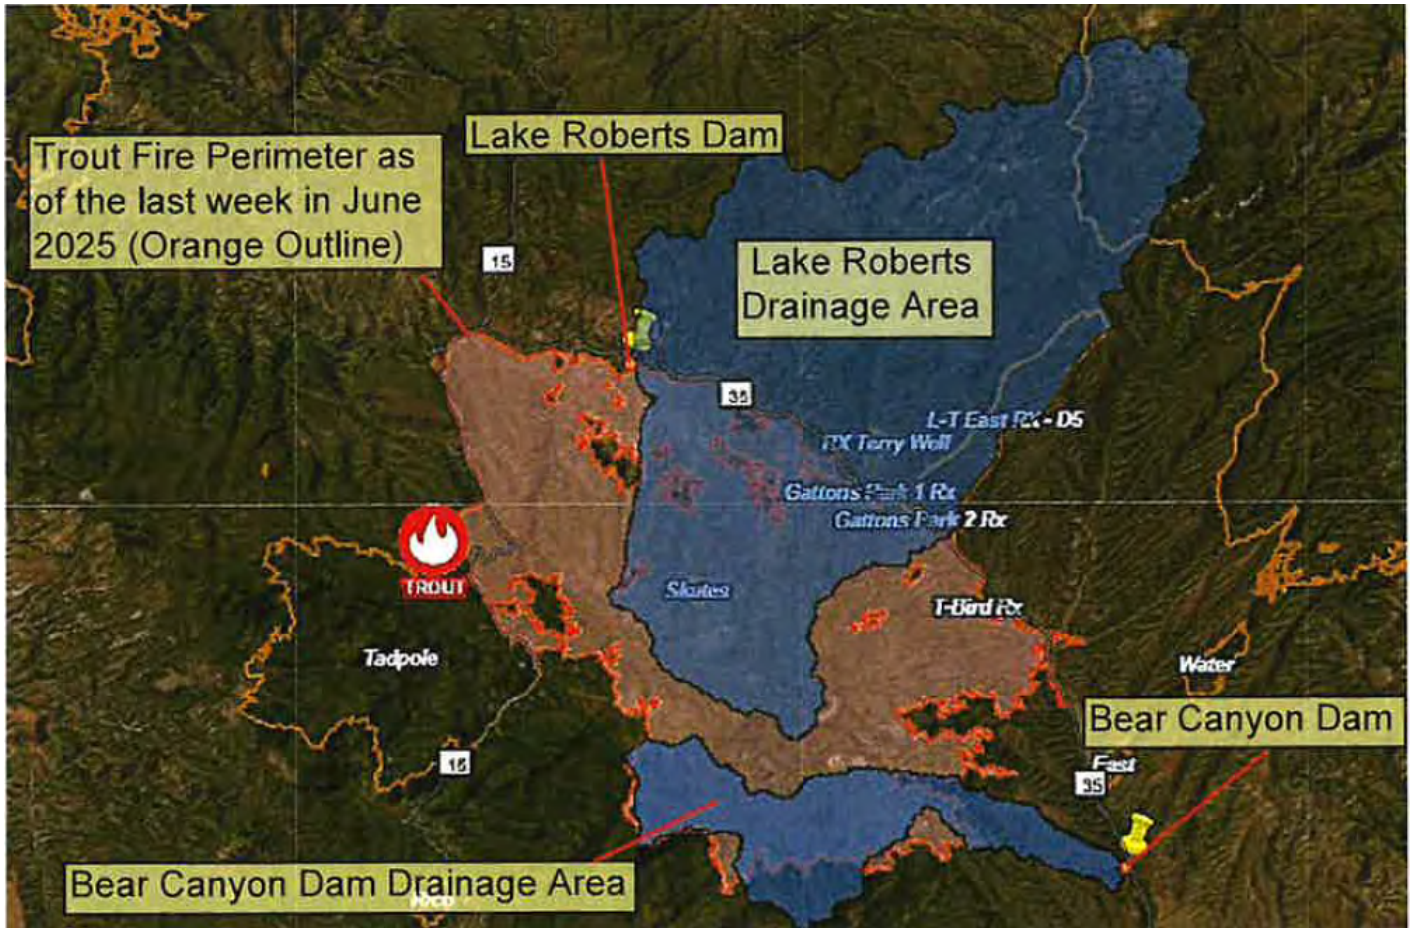 Lake Roberts Dam
Trout Fire Perimeter as
of the last week in June
2025 (Orange Outline)
15
Lake Roberts
Drainage Area
35
L-T East RX - D5
RX Terry Well
Gattons Park 1 Rx
Gattons Park 2 Rx
TROUT
Skates
T-Bird Rx
Tadpole
Water
Bear Canyon Dam
15
East
35
Bear Canyon Dam Drainage Area